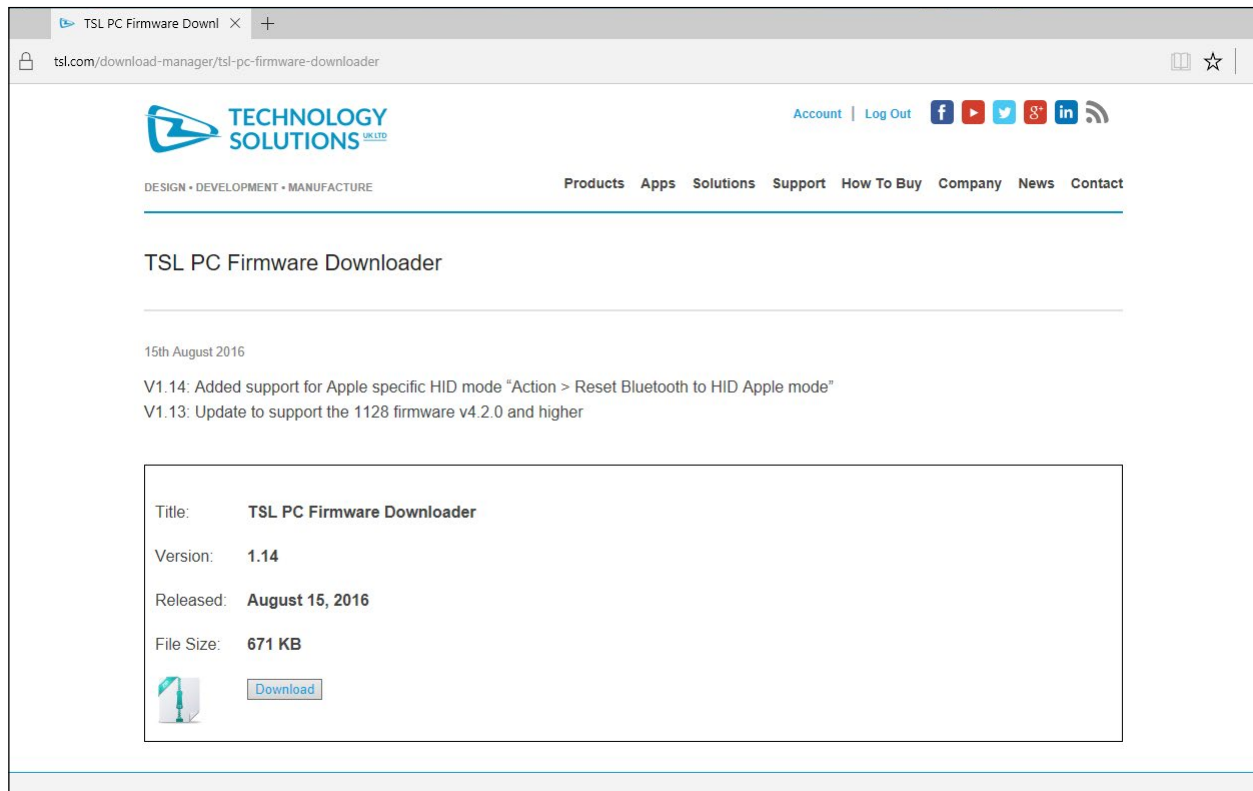 TSL PC Firmware Downl
tsl.com/download-manager/tsl-pc-firmware-downloader
TECHNOLOGY
SOLUTIONS UK LTD
Account | Log Out
DESIGN • DEVELOPMENT • MANUFACTURE
Products Apps Solutions Support How To Buy Company News Contact
TSL PC Firmware Downloader
15th August 2016
V1.14: Added support for Apple specific HID mode “Action > Reset Bluetooth to HID Apple mode”
V1.13: Update to support the 1128 firmware v4.2.0 and higher
Title: TSL PC Firmware Downloader
Version: 1.14
Released: August 15, 2016
File Size: 671 KB
Download